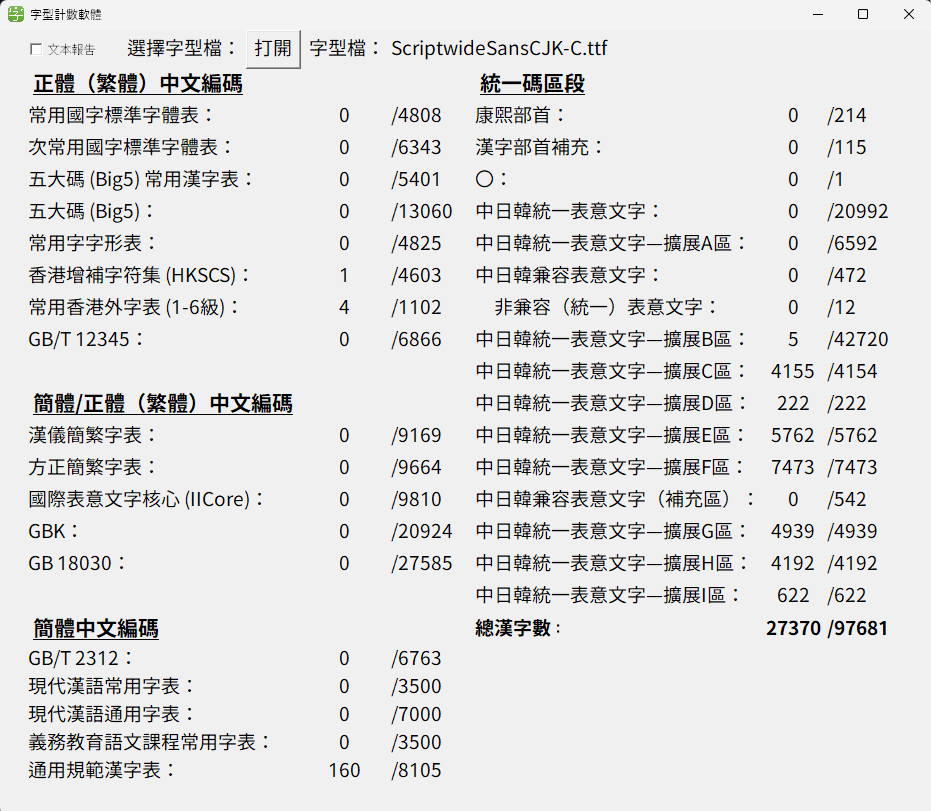 字型計數軟體
文本報告 選擇字型檔： 打開 字型檔： ScriptwideSansCJK-C.ttf
正體（繁體）中文編碼
常用國字標準字體表： 0 /4808
次常用國字標準字體表： 0 /6343
五大碼 (Big5) 常用漢字表： 0 /5401
五大碼 (Big5)： 0 /13060
常用字字形表： 0 /4825
香港增補字符集 (HKSCS)： 1 /4603
常用香港外字表 (1-6級)： 4 /1102
GB/T 12345： 0 /6866
簡體/正體（繁體）中文編碼
漢儀簡繁字表： 0 /9169
方正簡繁字表： 0 /9664
國際表意文字核心 (IICore)： 0 /9810
GBK： 0 /20924
GB 18030： 0 /27585
簡體中文編碼
GB/T 2312： 0 /6763
現代漢語常用字表： 0 /3500
現代漢語通用字表： 0 /7000
義務教育語文課程常用字表： 0 /3500
通用規範漢字表： 160 /8105
統一碼區段
康熙部首： 0 /214
漢字部首補充： 0 /115
〇： 0 /1
中日韓統一表意文字： 0 /20992
中日韓統一表意文字—擴展A區： 0 /6592
中日韓兼容表意文字： 0 /472
非兼容（統一）表意文字： 0 /12
中日韓統一表意文字—擴展B區： 5 /42720
中日韓統一表意文字—擴展C區： 4155 /4154
中日韓統一表意文字—擴展D區： 222 /222
中日韓統一表意文字—擴展E區： 5762 /5762
中日韓統一表意文字—擴展F區： 7473 /7473
中日韓兼容表意文字（補充區）： 0 /542
中日韓統一表意文字—擴展G區： 4939 /4939
中日韓統一表意文字—擴展H區： 4192 /4192
中日韓統一表意文字—擴展I區： 622 /622
總漢字數： 27370 /97681